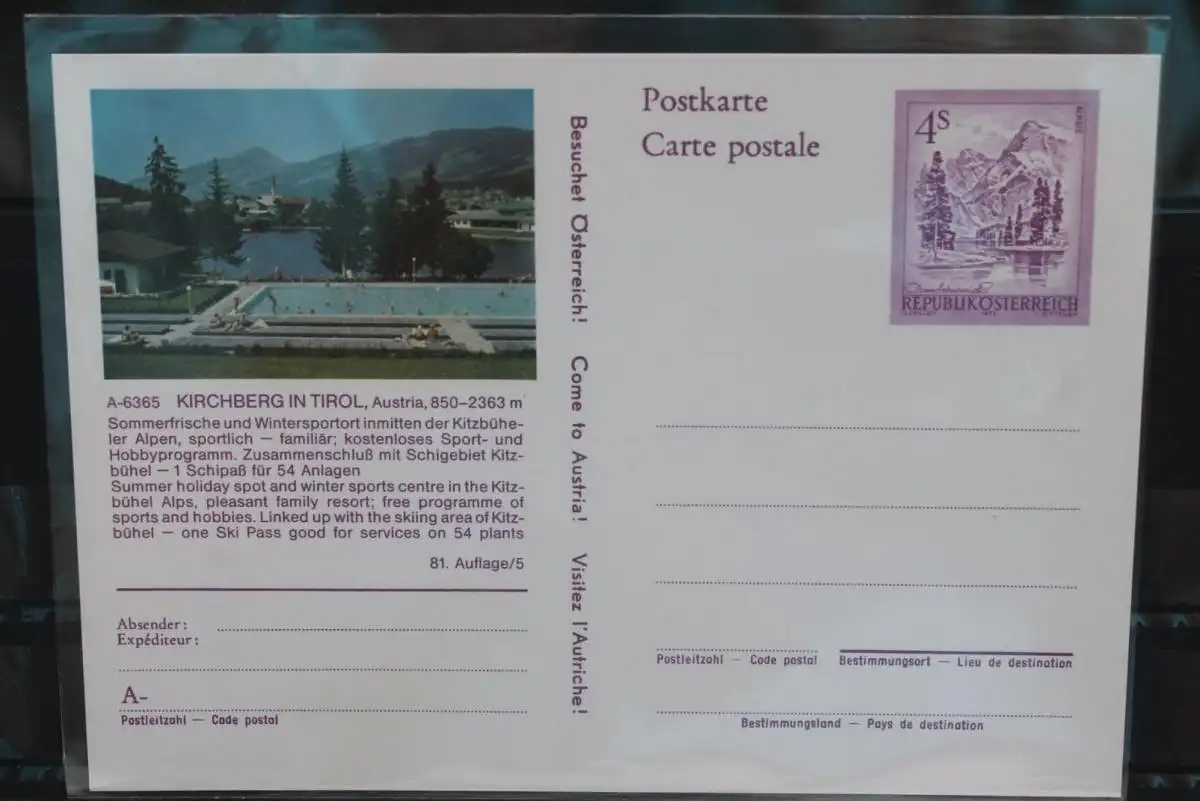 A-6365 KIRCHBERG IN TIROL, Austria, 850–2363 m
Sommerfrische und Wintersportort inmitten der Kitzbühe-
ler Alpen, sportlich — familiär; kostenloses Sport- und
Hobbyprogramm. Zusammenschluß mit Schigebiet Kitz-
bühel — 1 Schipaß für 54 Anlagen
Summer holiday spot and winter sports centre in the Kitz-
bühel Alps, pleasant family resort; free programme of
sports and hobbies. Linked up with the skiing area of Kitz-
bühel — one Ski Pass good for services on 54 plants
81. Auflage/5
Absender:
Expéditeur:
A-
Postleitzahl — Code postal
Besuchet Österreich! Come to Austria! Visitez l'Autriche!
Postkarte
Carte postale
4S
REPUBLIK ÖSTERREICH
Postleitzahl — Code postal
Bestimmungsort — Lieu de destination
Bestimmungsland — Pays de destination